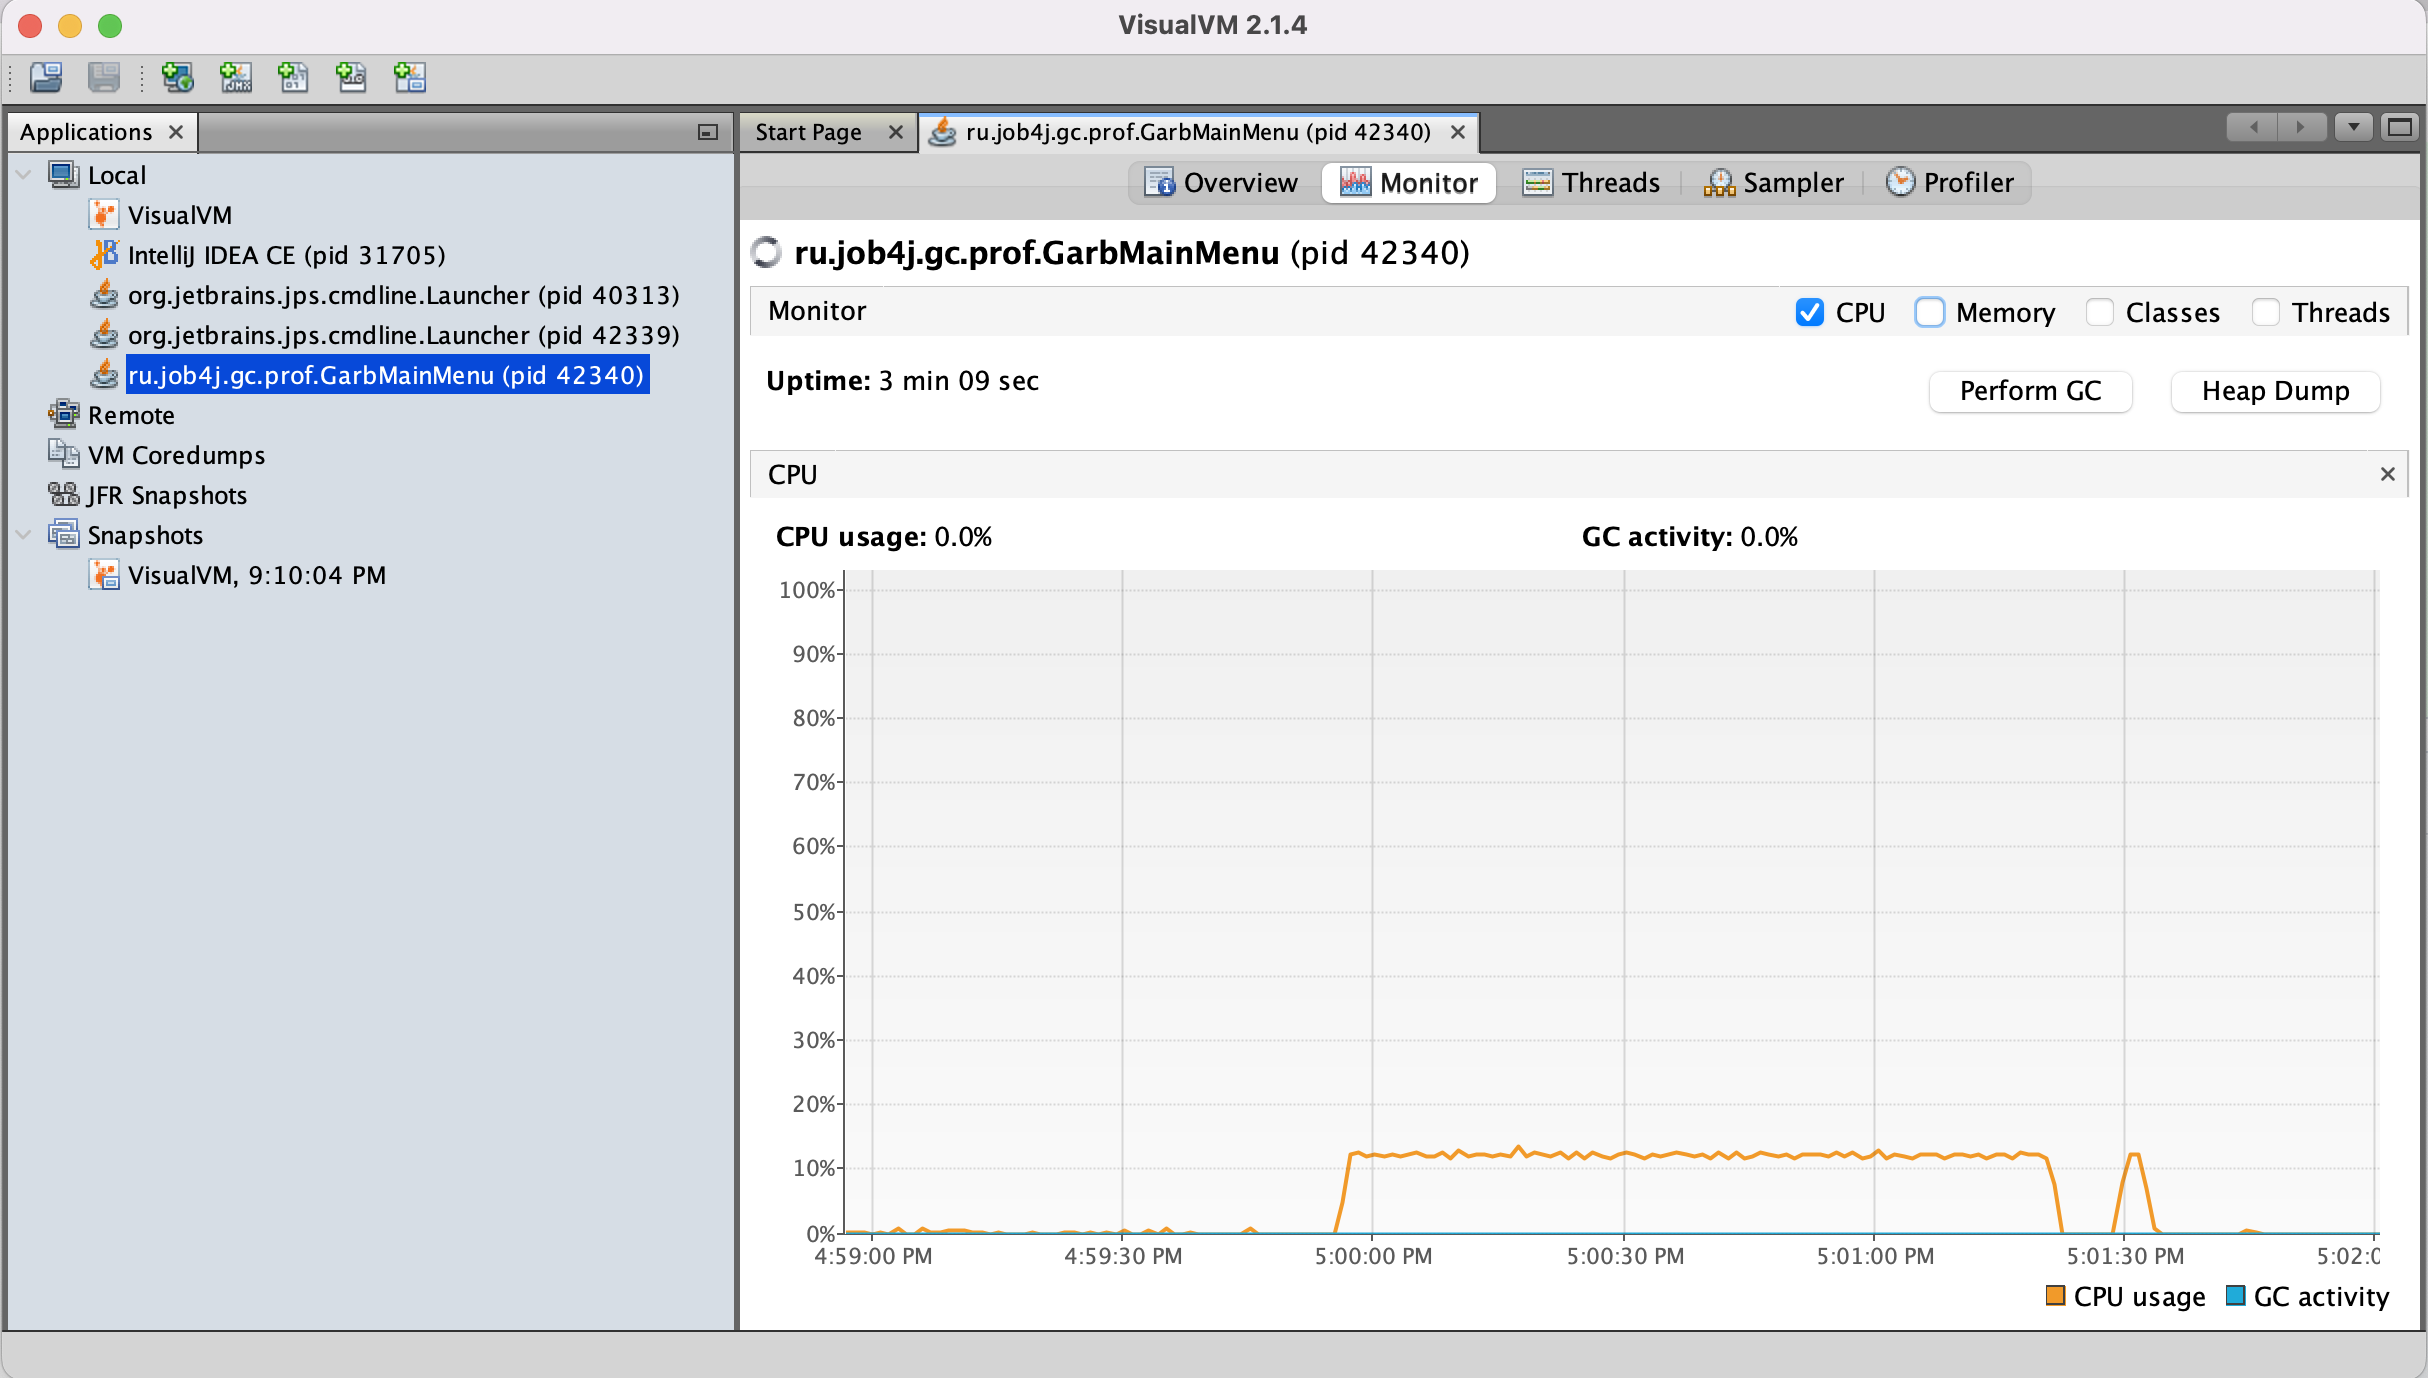 VisualVM 2.1.4
Applications
Start Page
ru.job4j.gc.prof.GarbMainMenu (pid 42340)
Local
VisualVM
IntelliJ IDEA CE (pid 31705)
org.jetbrains.jps.cmdline.Launcher (pid 40313)
org.jetbrains.jps.cmdline.Launcher (pid 42339)
ru.job4j.gc.prof.GarbMainMenu (pid 42340)
Remote
VM Coredumps
JFR Snapshots
Snapshots
VisualVM, 9:10:04 PM
Overview Monitor Threads Sampler Profiler
ru.job4j.gc.prof.GarbMainMenu (pid 42340)
Monitor
CPU Memory Classes Threads
Uptime: 3 min 09 sec
Perform GC Heap Dump
CPU
CPU usage: 0.0% GC activity: 0.0%
100%
90%
80%
70%
60%
50%
40%
30%
20%
10%
0%
4:59:00 PM 4:59:30 PM 5:00:00 PM 5:00:30 PM 5:01:00 PM 5:01:30 PM 5:02:0
CPU usage GC activity